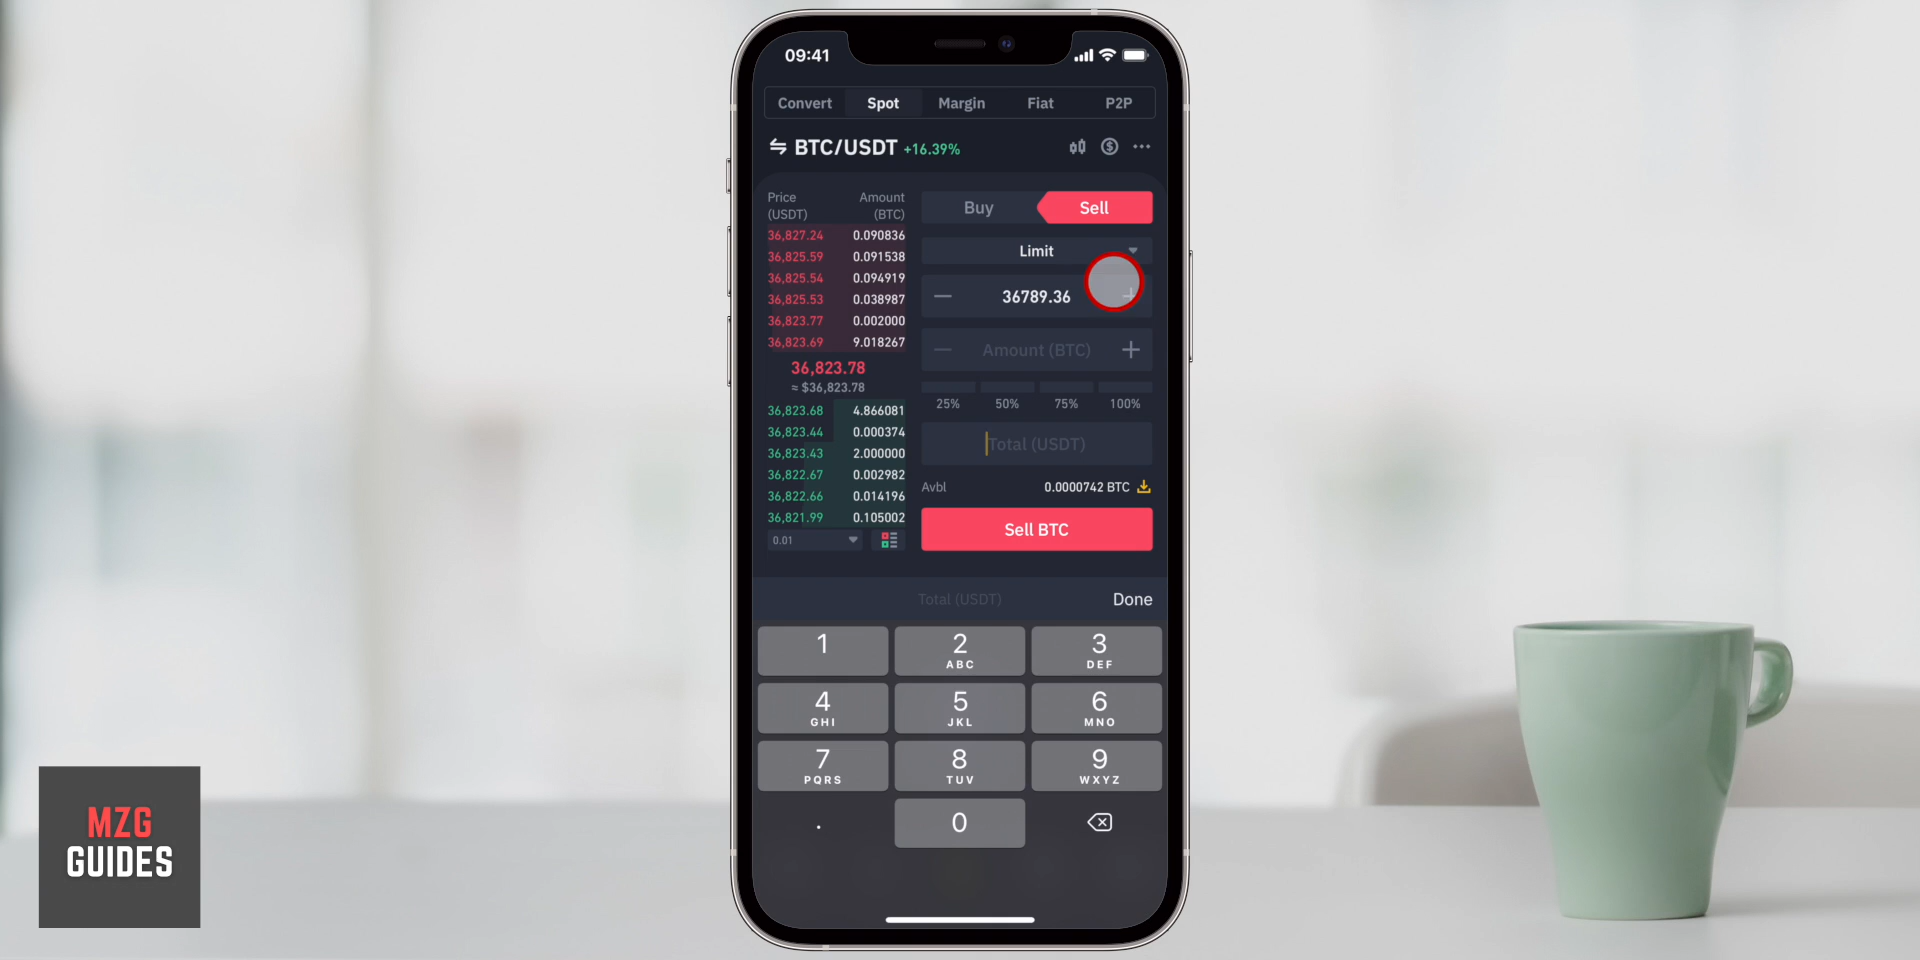 09:41
Convert Spot Margin Fiat P2P
BTC/USDT +16.39%
Price Amount
(USDT) (BTC)
36,827.24 0.090836
36,825.59 0.091538
36,825.54 0.094919
36,825.53 0.038987
36,823.77 0.002000
36,823.69 9.018267
36,823.78
≈ $36,823.78
36,823.68 4.866081
36,823.44 0.000374
36,823.43 2.000000
36,822.67 0.002982
36,822.66 0.014196
36,821.99 0.105002
0.01
Buy Sell
Limit
— 36789.36 +
— Amount (BTC) +
25% 50% 75% 100%
Total (USDT)
Avbl 0.0000742 BTC
Sell BTC
Total (USDT) Done
1 2 3
ABC DEF
4 5 6
GHI JKL MNO
7 8 9
PQRS TUV WXYZ
. 0
MZG
GUIDES